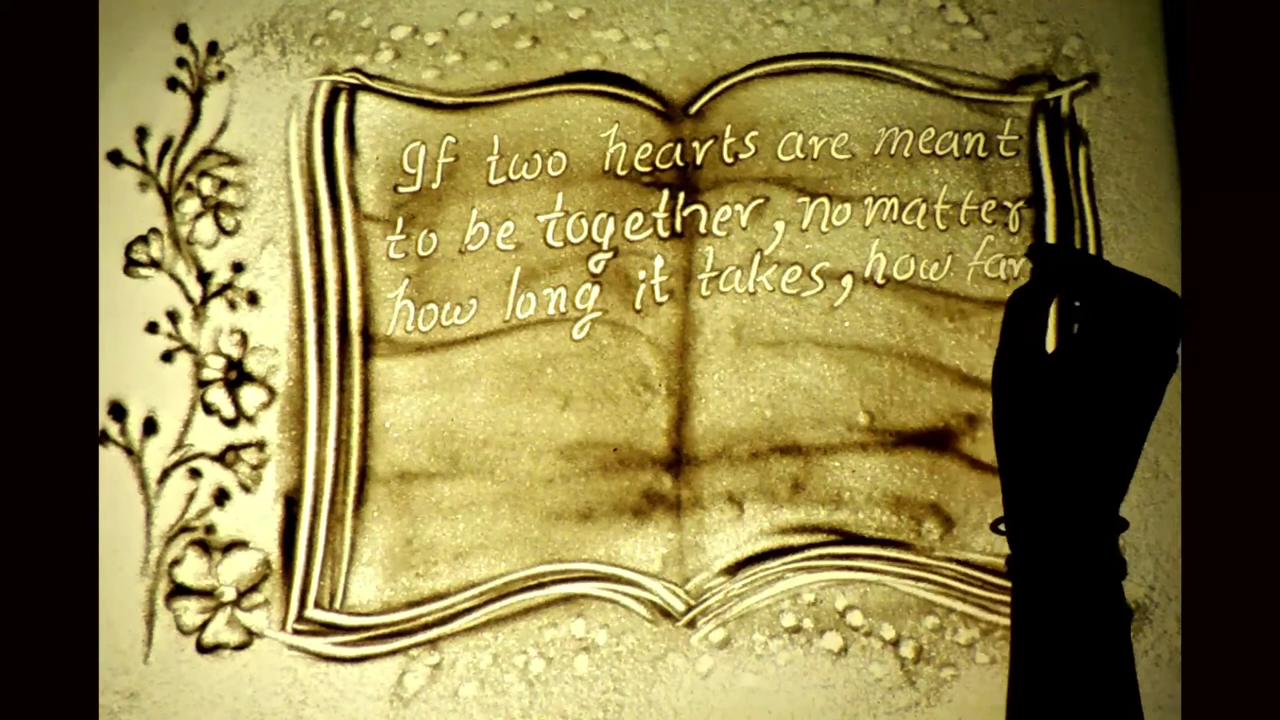 If two hearts are meant
to be together, no matter
how long it takes, how far